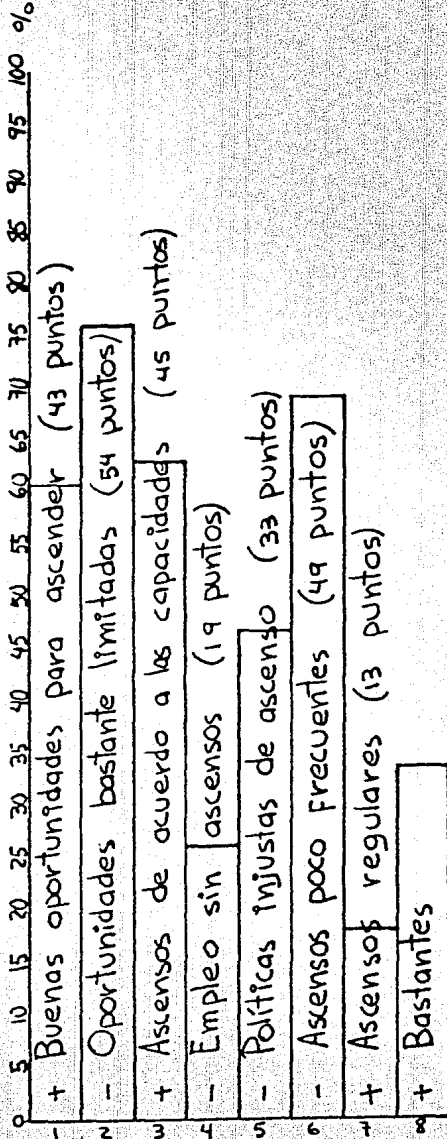 0 5 10 15 20 25 30 35 40 45 50 55 60 65 70 75 80 85 90 95 100 %
1 + Buenas oportunidades para ascender (43 puntos)
2 - Oportunidades bastante limitadas (54 puntos)
3 + Ascensos de acuerdo a las capacidades (45 puntos)
4 - Empleo sin ascensos (19 puntos)
5 - Políticas injustas de ascenso (33 puntos)
6 - Ascensos poco frecuentes (49 puntos)
7 + Ascensos regulares (13 puntos)
8 + Bastantes